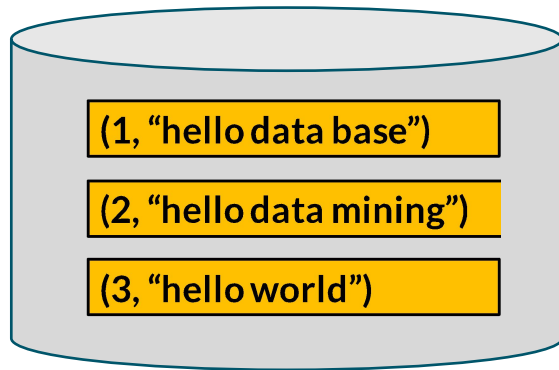 (1, “hello data base”)
(2, “hello data mining”)
(3, “hello world”)